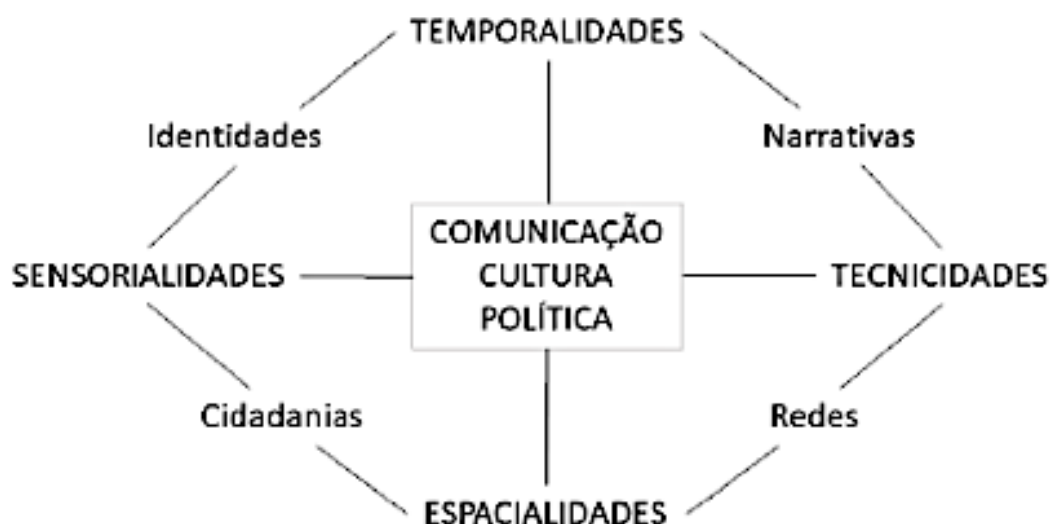 TEMPORALIDADES
Identidades
Narrativas
COMUNICAÇÃO
CULTURA
POLÍTICA
SENSORIALIDADES
TECNICIDADES
Cidadanias
Redes
ESPACIALIDADES